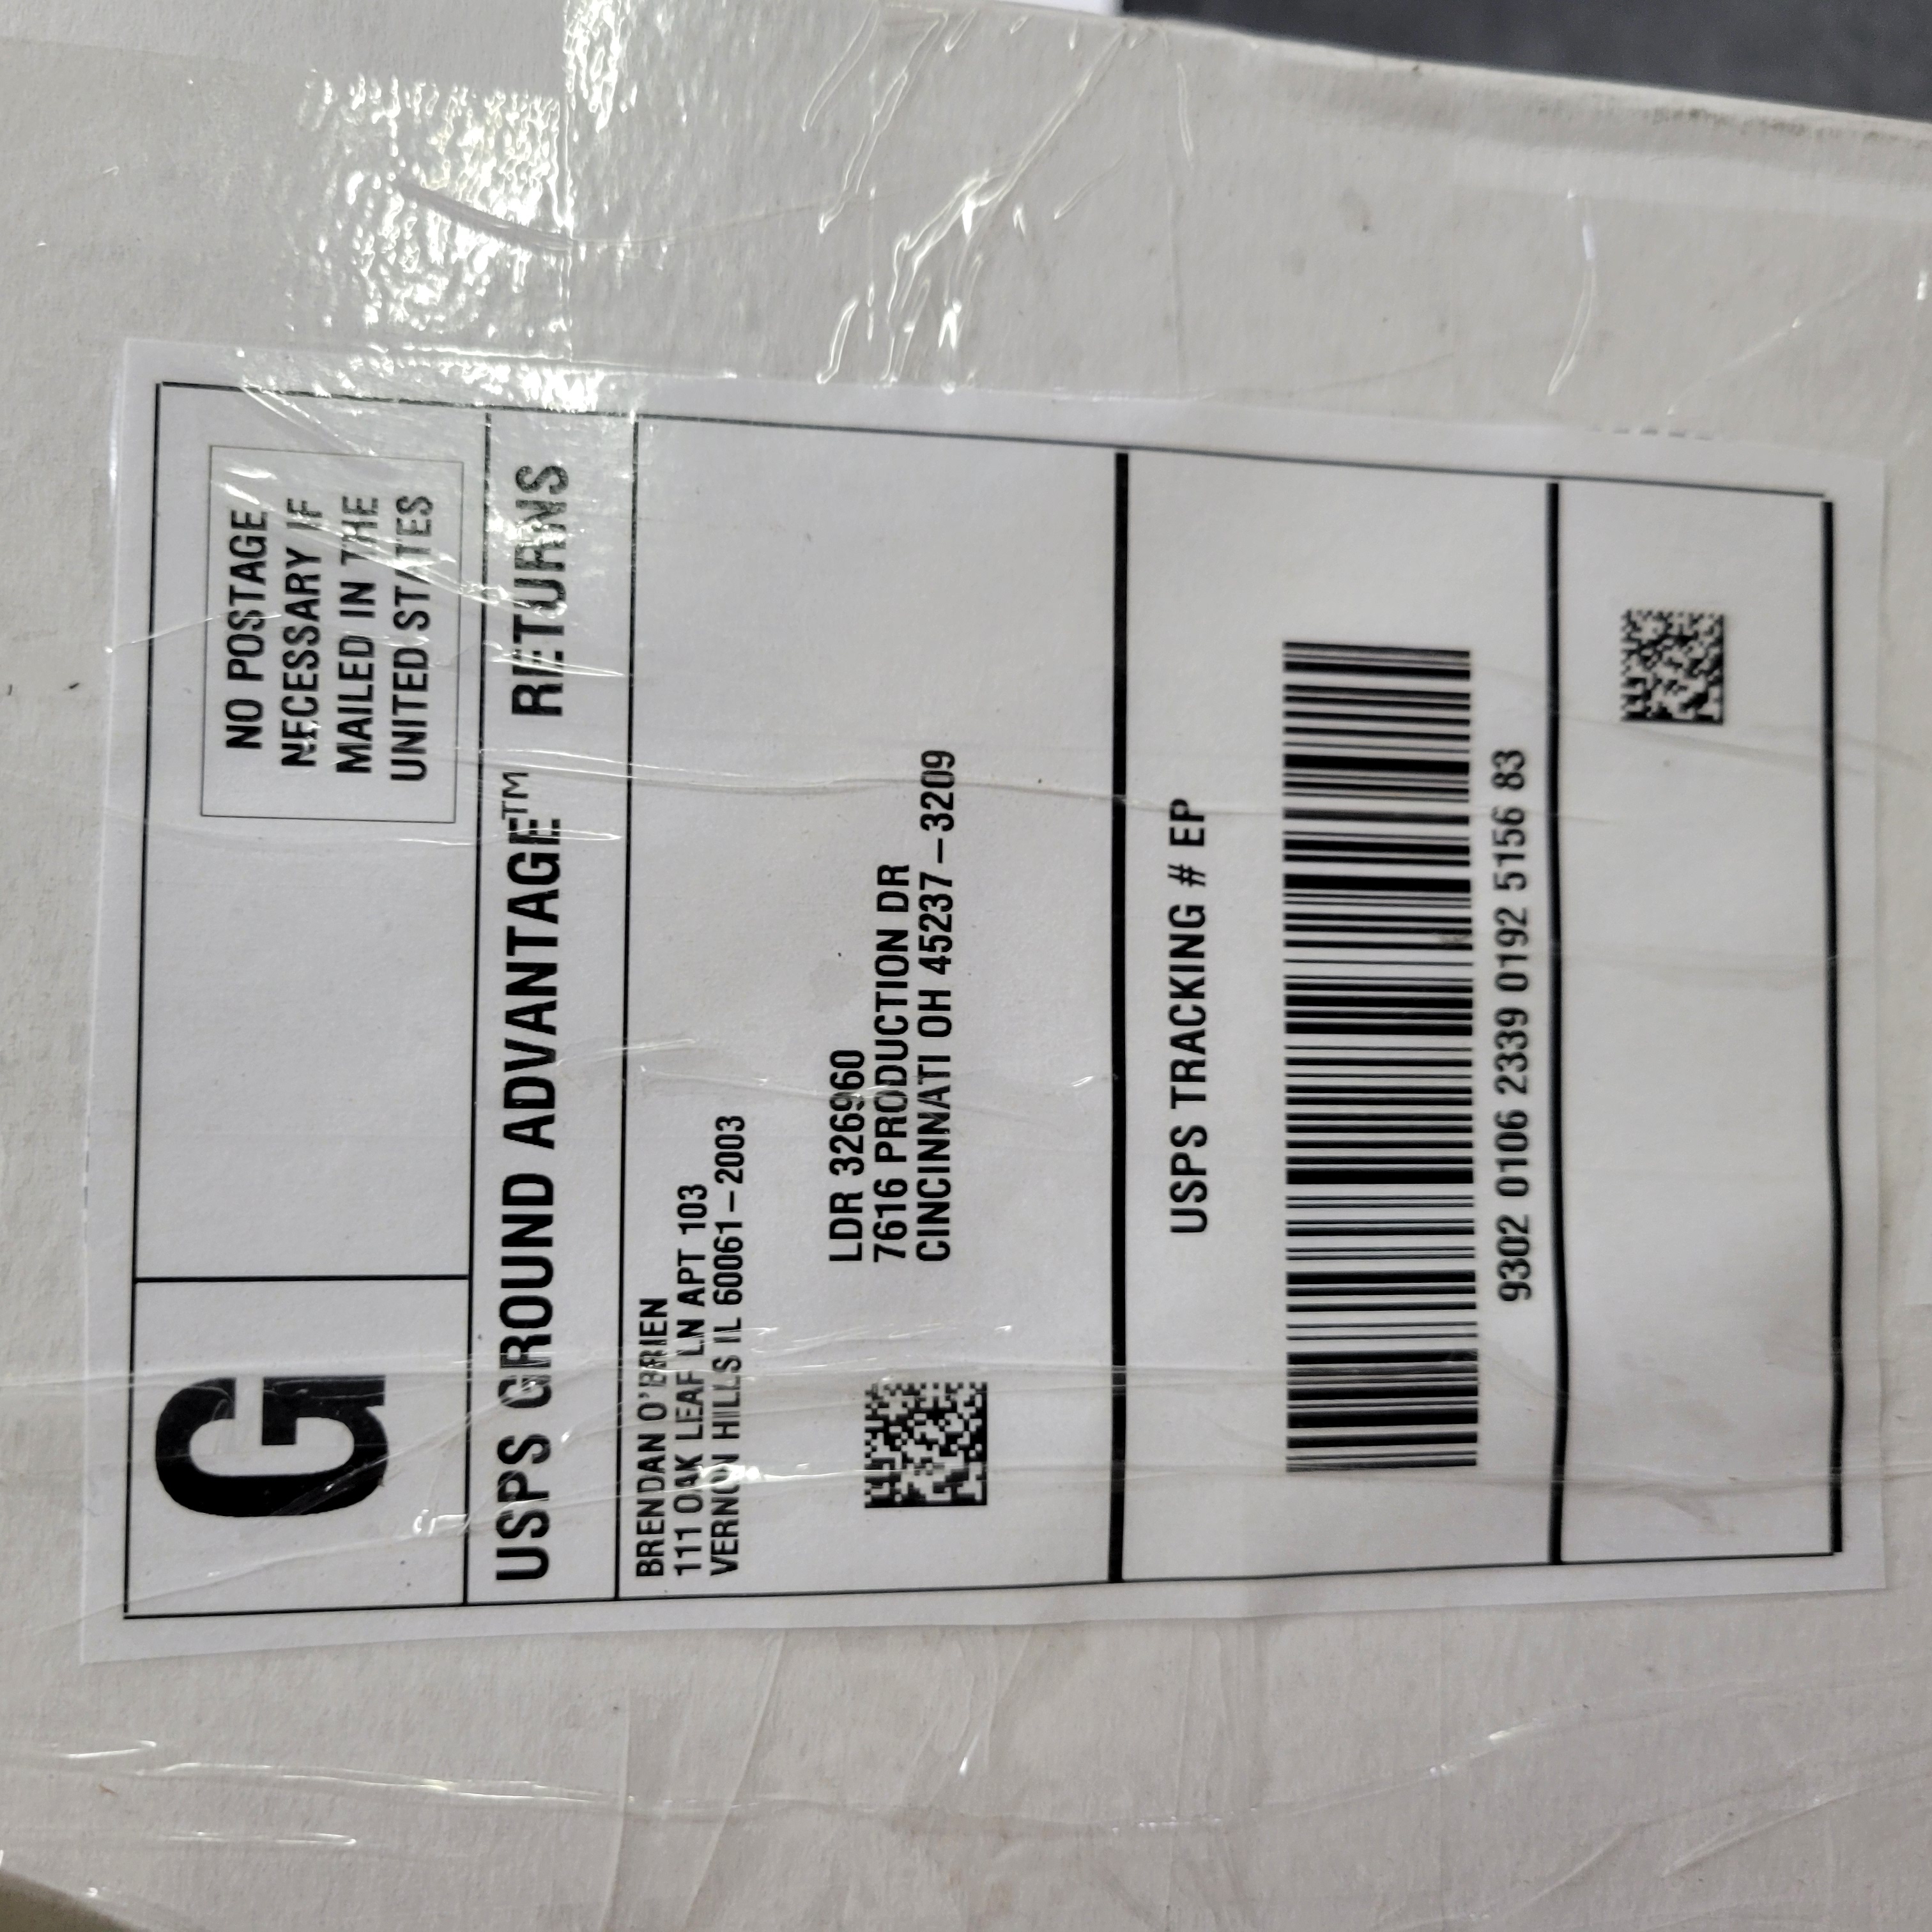 G
NO POSTAGE
NECESSARY IF
MAILED IN THE
UNITED STATES
USPS GROUND ADVANTAGE™ RETURNS
BRENDAN O'BRIEN
111 OAK LEAF LN APT 103
VERNON HILLS IL 60061-2003
LDR 326960
7616 PRODUCTION DR
CINCINNATI OH 45237-3209
USPS TRACKING # EP
9302 0106 2339 0192 5156 83